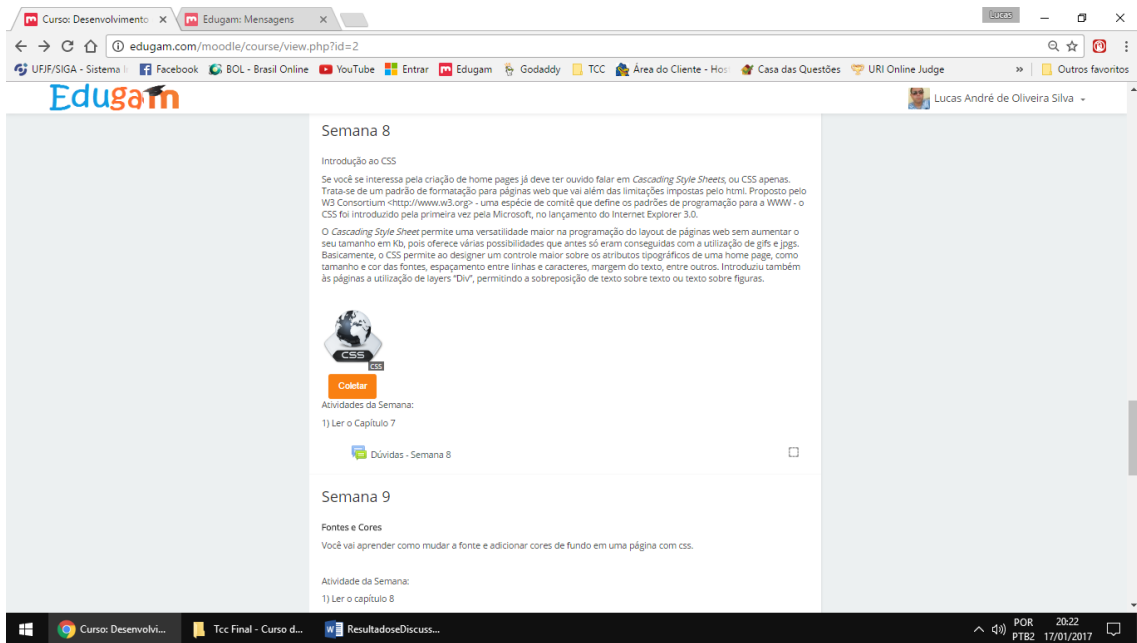 Curso: Desenvolvimento
Edugam: Mensagens
Lucas
edugam.com/moodle/course/view.php?id=2
UFJF/SIGA - Sistema I
Facebook
BOL - Brasil Online
YouTube
Entrar
Edugam
Godaddy
TCC
Área do Cliente - Hos
Casa das Questões
URI Online Judge
»
Outros favoritos
Edugam
Lucas André de Oliveira Silva
Semana 8
Introdução ao CSS
Se você se interessa pela criação de home pages já deve ter ouvido falar em Cascading Style Sheets, ou CSS apenas.
Trata-se de um padrão de formatação para páginas web que vai além das limitações impostas pelo html. Proposto pelo
W3 Consortium <http://www.w3.org> - uma espécie de comitê que define os padrões de programação para a WWW - o
CSS foi introduzido pela primeira vez pela Microsoft, no lançamento do Internet Explorer 3.0.
O Cascading Style Sheet permite uma versatilidade maior na programação do layout de páginas web sem aumentar o
seu tamanho em Kb, pois oferece várias possibilidades que antes só eram conseguidas com a utilização de gifs e jpgs.
Basicamente, o CSS permite ao designer um controle maior sobre os atributos tipográficos de uma home page, como
tamanho e cor das fontes, espaçamento entre linhas e caracteres, margem do texto, entre outros. Introduziu também
às páginas a utilização de layers “Div”, permitindo a sobreposição de texto sobre texto ou texto sobre figuras.
CSS
CSS
Coletar
Atividades da Semana:
1) Ler o Capítulo 7
Dúvidas - Semana 8
Semana 9
Fontes e Cores
Você vai aprender como mudar a fonte e adicionar cores de fundo em uma página com css.
Atividade da Semana:
1) Ler o capítulo 8
Curso: Desenvolvi...
Tcc Final - Curso d...
ResultadoseDiscuss...
POR
PTB2
20:22
17/01/2017